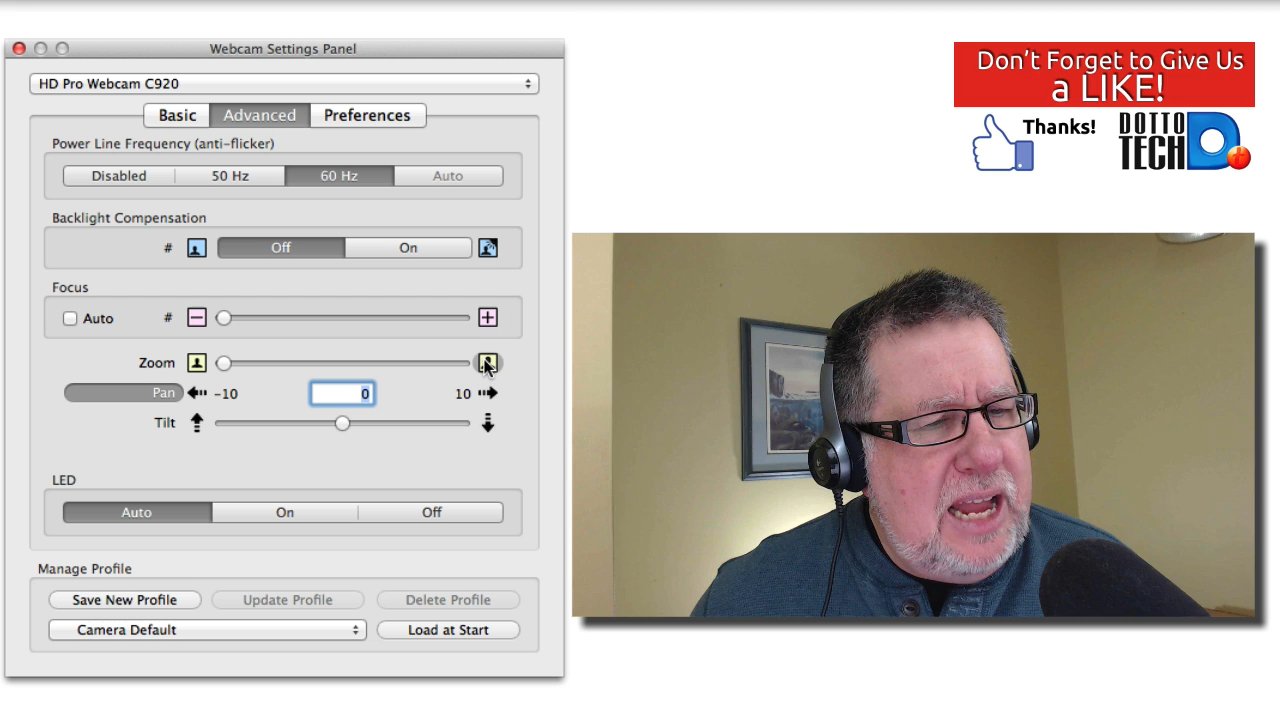 Webcam Settings Panel
HD Pro Webcam C920
Basic Advanced Preferences
Power Line Frequency (anti-flicker)
Disabled 50 Hz 60 Hz Auto
Backlight Compensation
# Off On
Focus
Auto #
Zoom
Pan -10 0 10
Tilt
LED
Auto On Off
Manage Profile
Save New Profile Update Profile Delete Profile
Camera Default Load at Start
Don't Forget to Give Us
a LIKE!
Thanks!
DOTTO
TECH